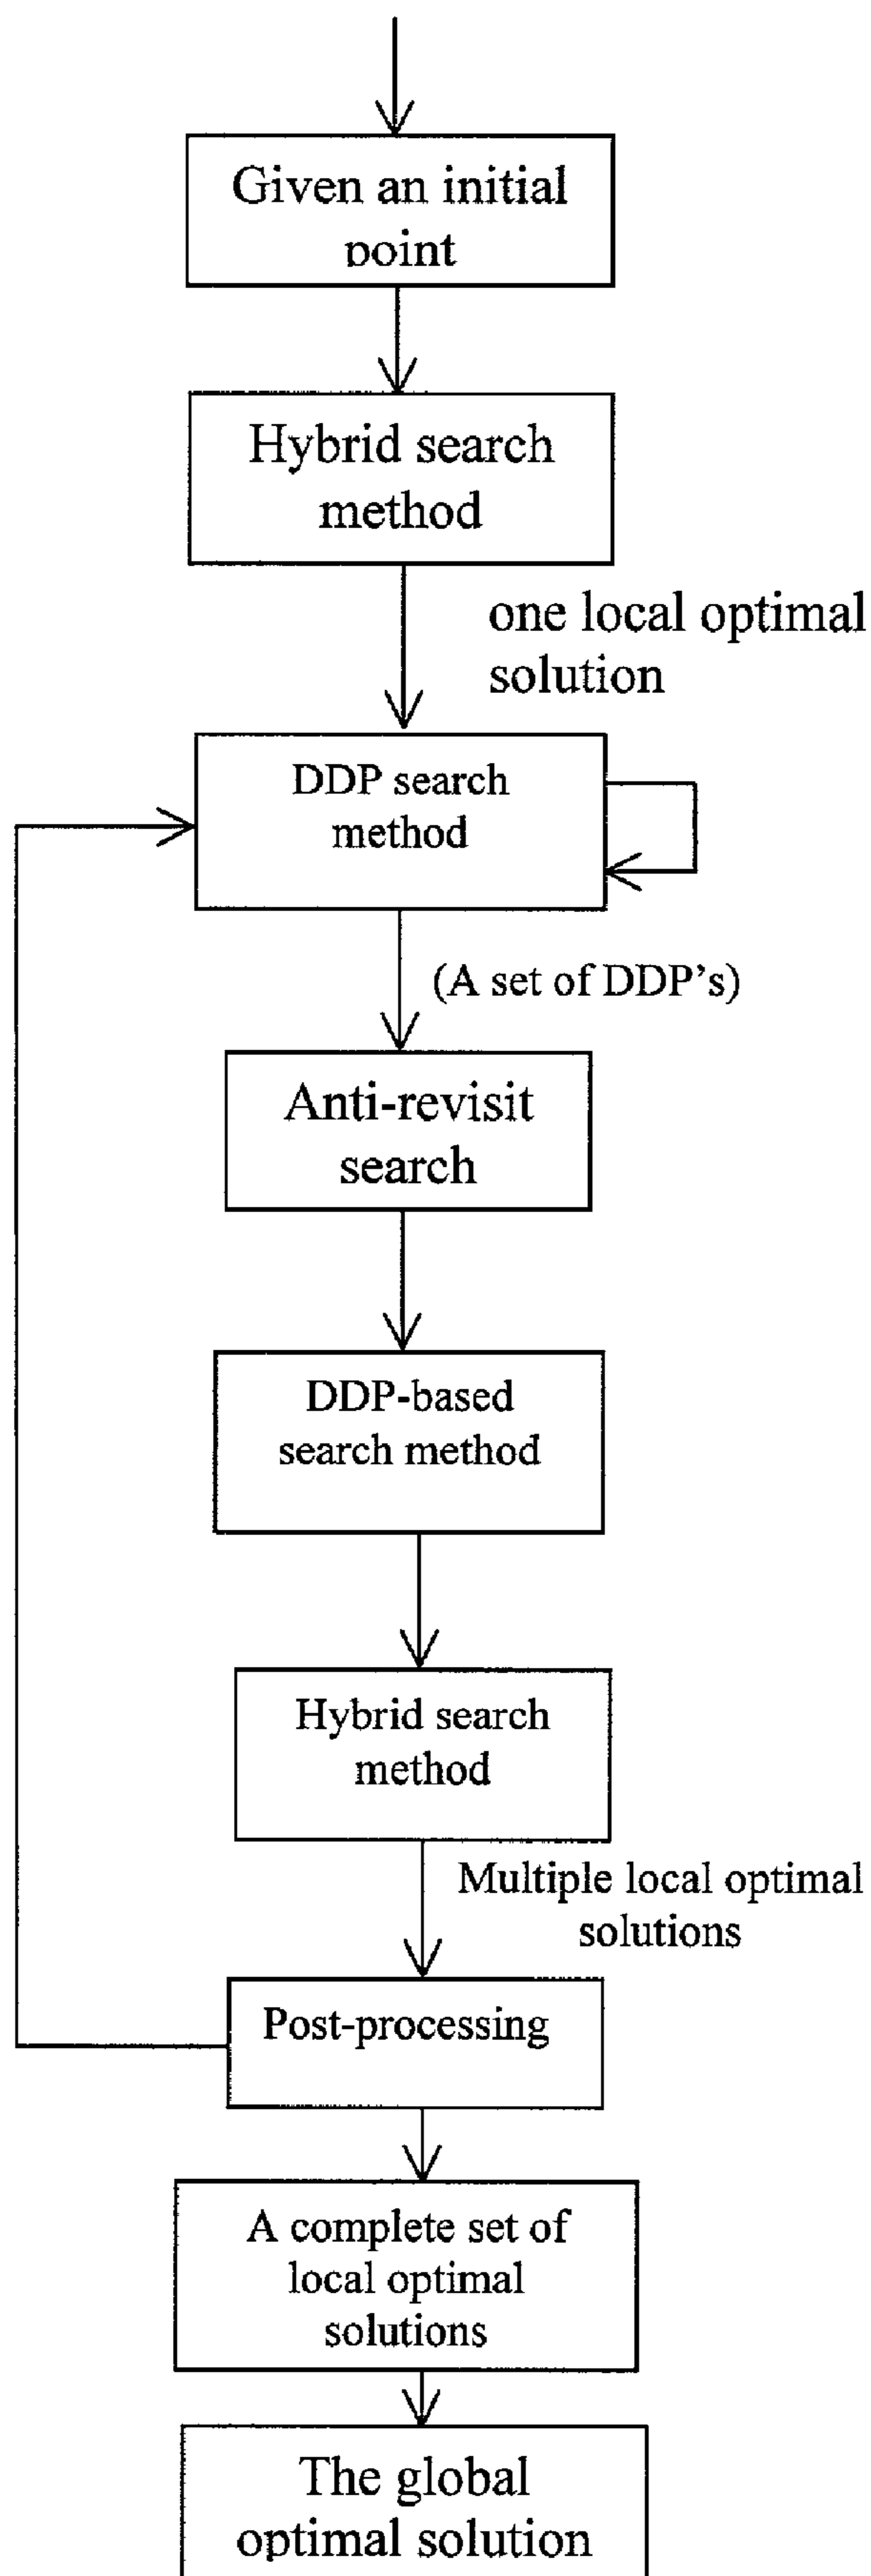 Given an initial
point
Hybrid search
method
one local optimal
solution
DDP search
method
(A set of DDP's)
Anti-revisit
search
DDP-based
search method
Hybrid search
method
Multiple local optimal
solutions
Post-processing
A complete set of
local optimal
solutions
The global
optimal solution